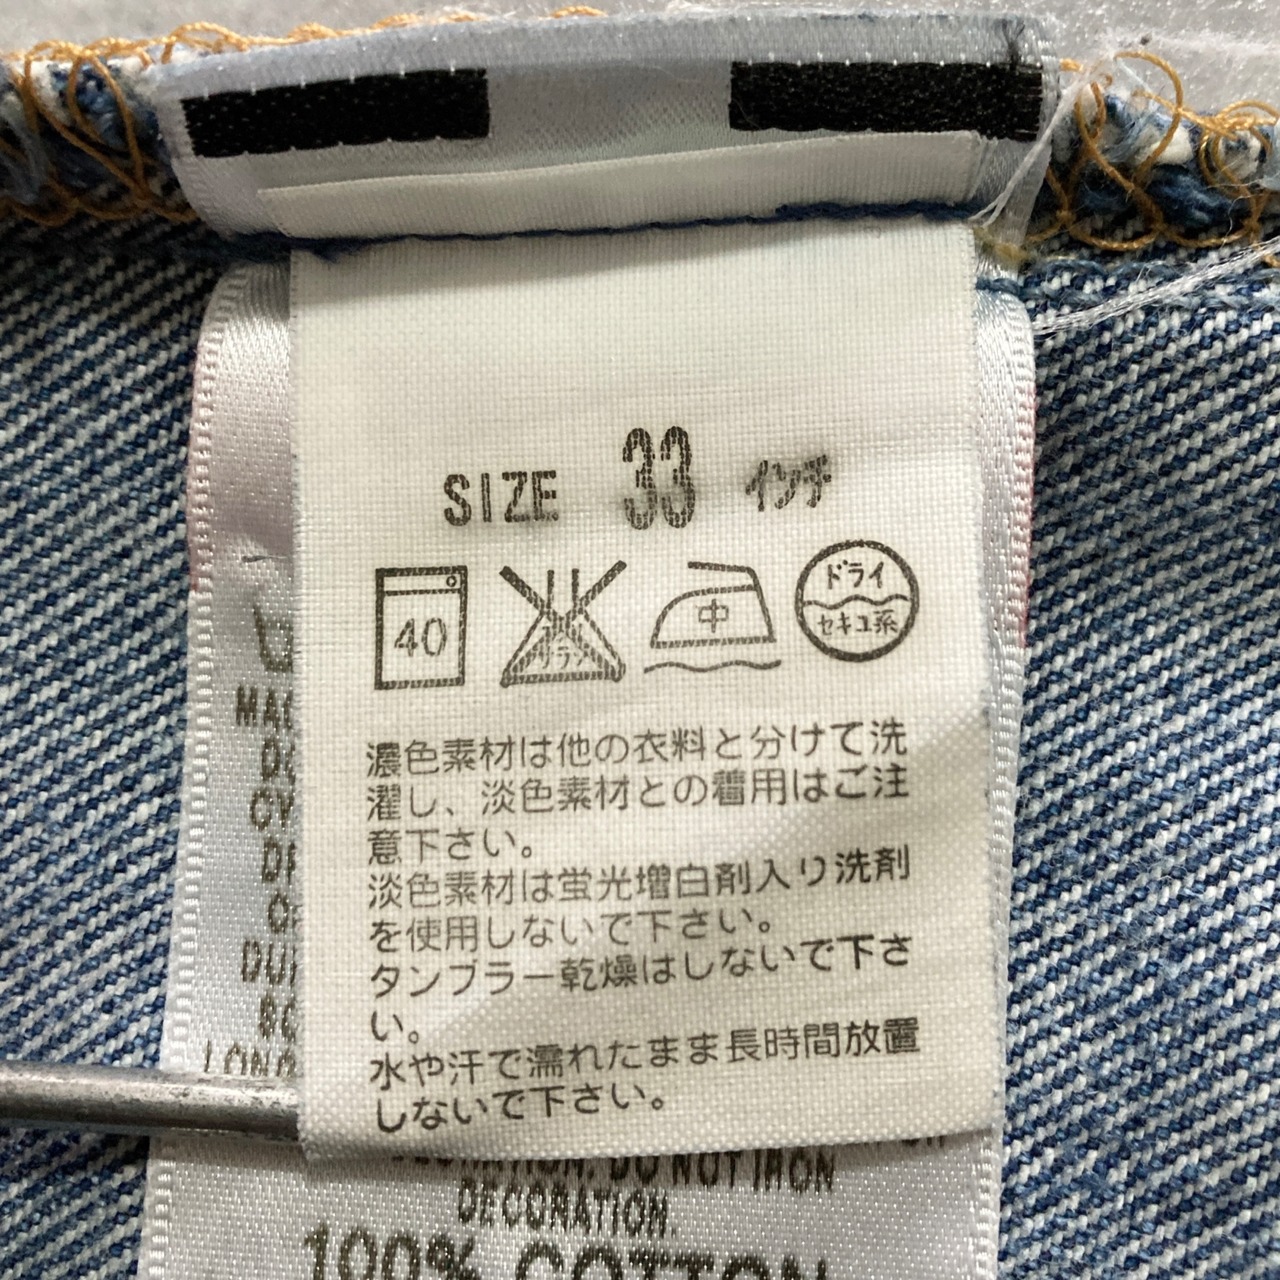 SIZE 33 インチ
40
中
ドライ
セキユ系
濃色素材は他の衣料と分けて洗
濯し、淡色素材との着用はご注
意下さい。
淡色素材は蛍光増白剤入り洗剤
を使用しないで下さい。
タンブラー乾燥はしないで下さ
い。
水や汗で濡れたまま長時間放置
しないで下さい。
DO NOT IRON
DECORATION.
100% COTTON